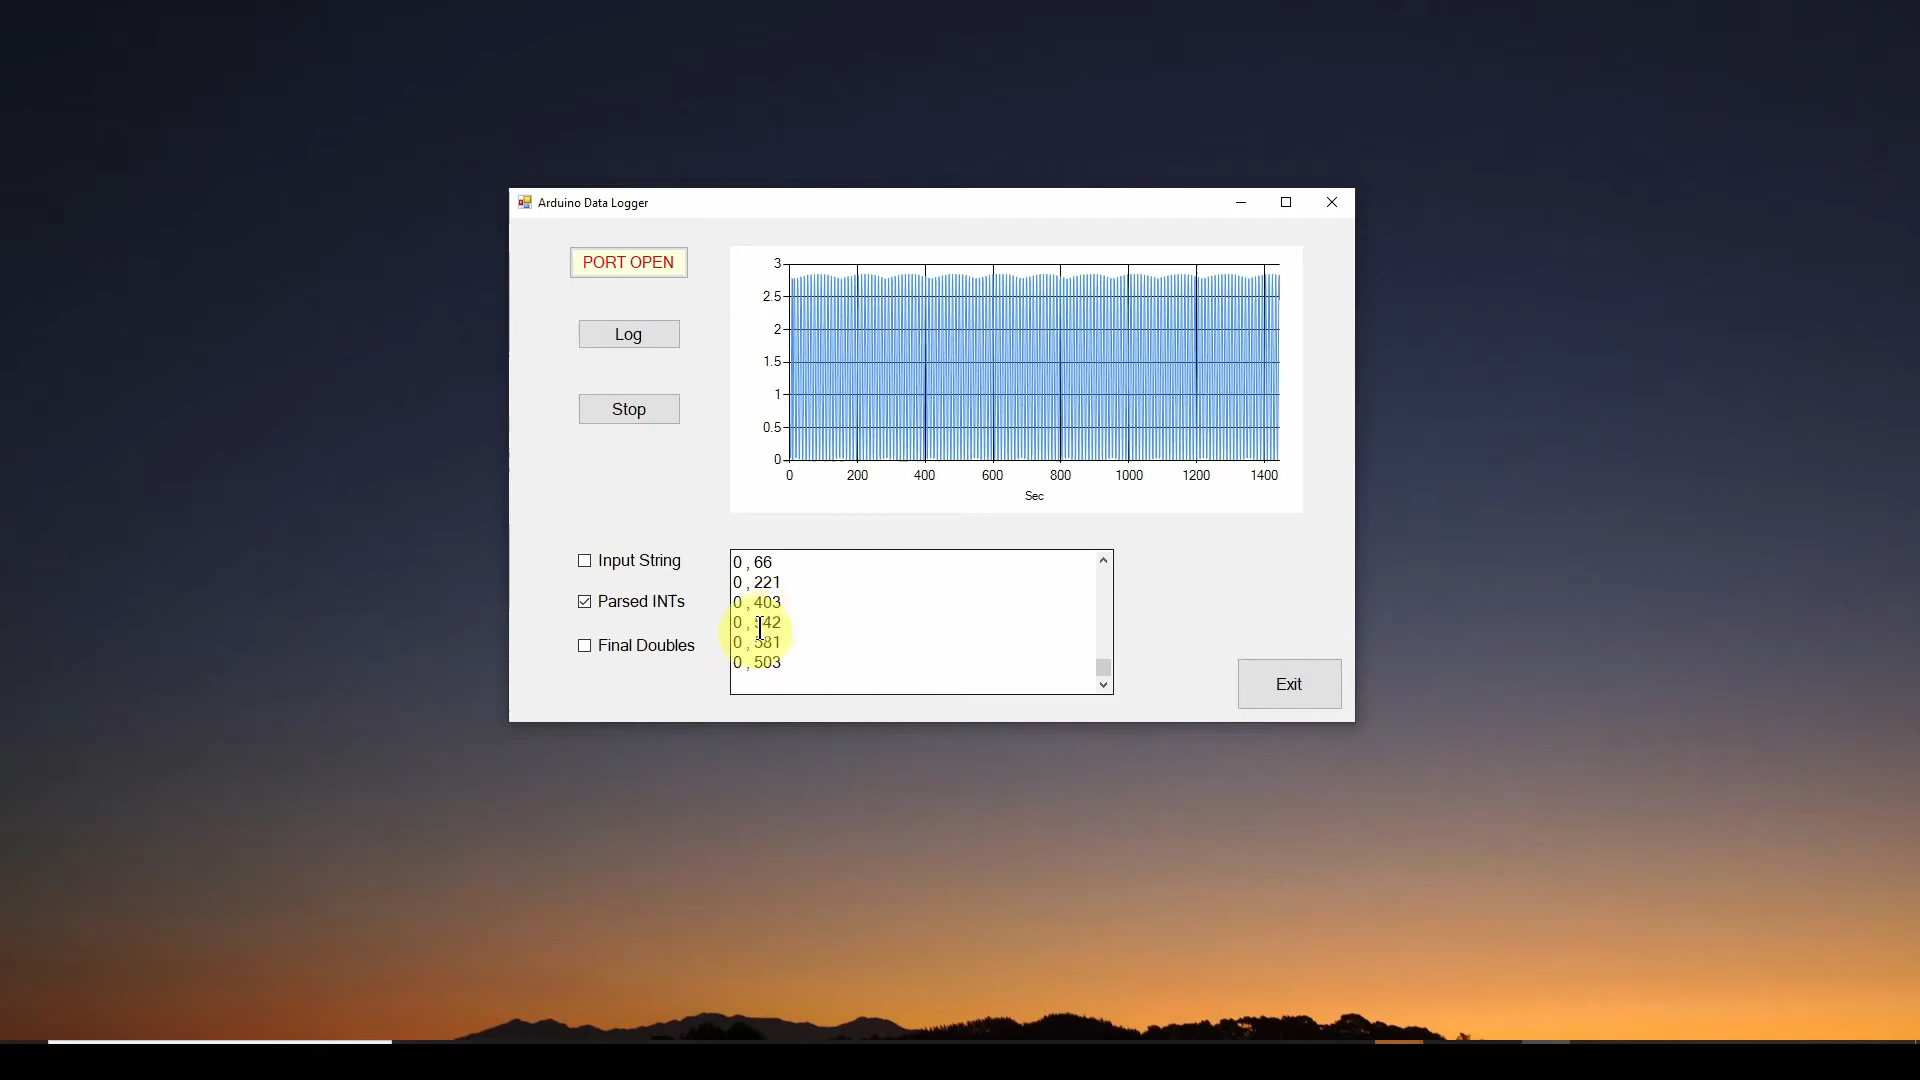 Arduino Data Logger
PORT OPEN
Log
Stop
3
2.5
2
1.5
1
0.5
0
0 200 400 600 800 1000 1200 1400
Sec
Input String
Parsed INTs
Final Doubles
0 , 66
0 , 221
0 , 403
0 , 542
0 , 581
0 , 503
Exit